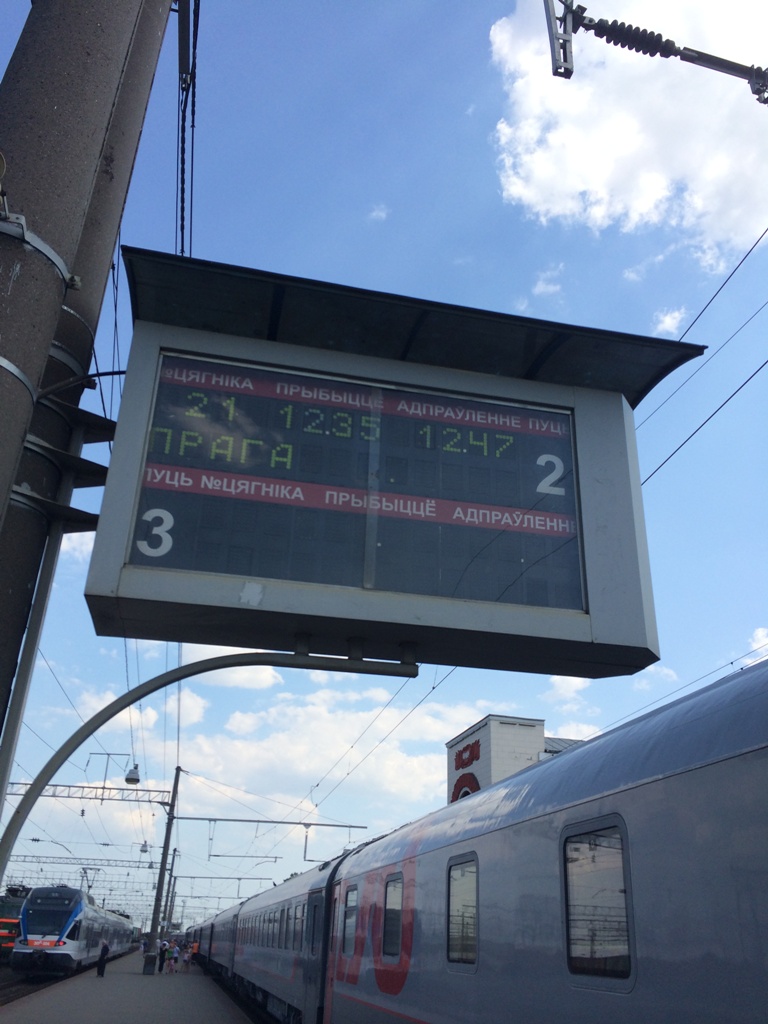 №ЦЯГНІКА ПРЫБЫЦЦЁ АДПРАЎЛЕННЕ ПУЦЬ
21 12.35 12.47
ПРАГА 2
ПУЦЬ №ЦЯГНІКА ПРЫБЫЦЦЁ АДПРАЎЛЕННЕ
3